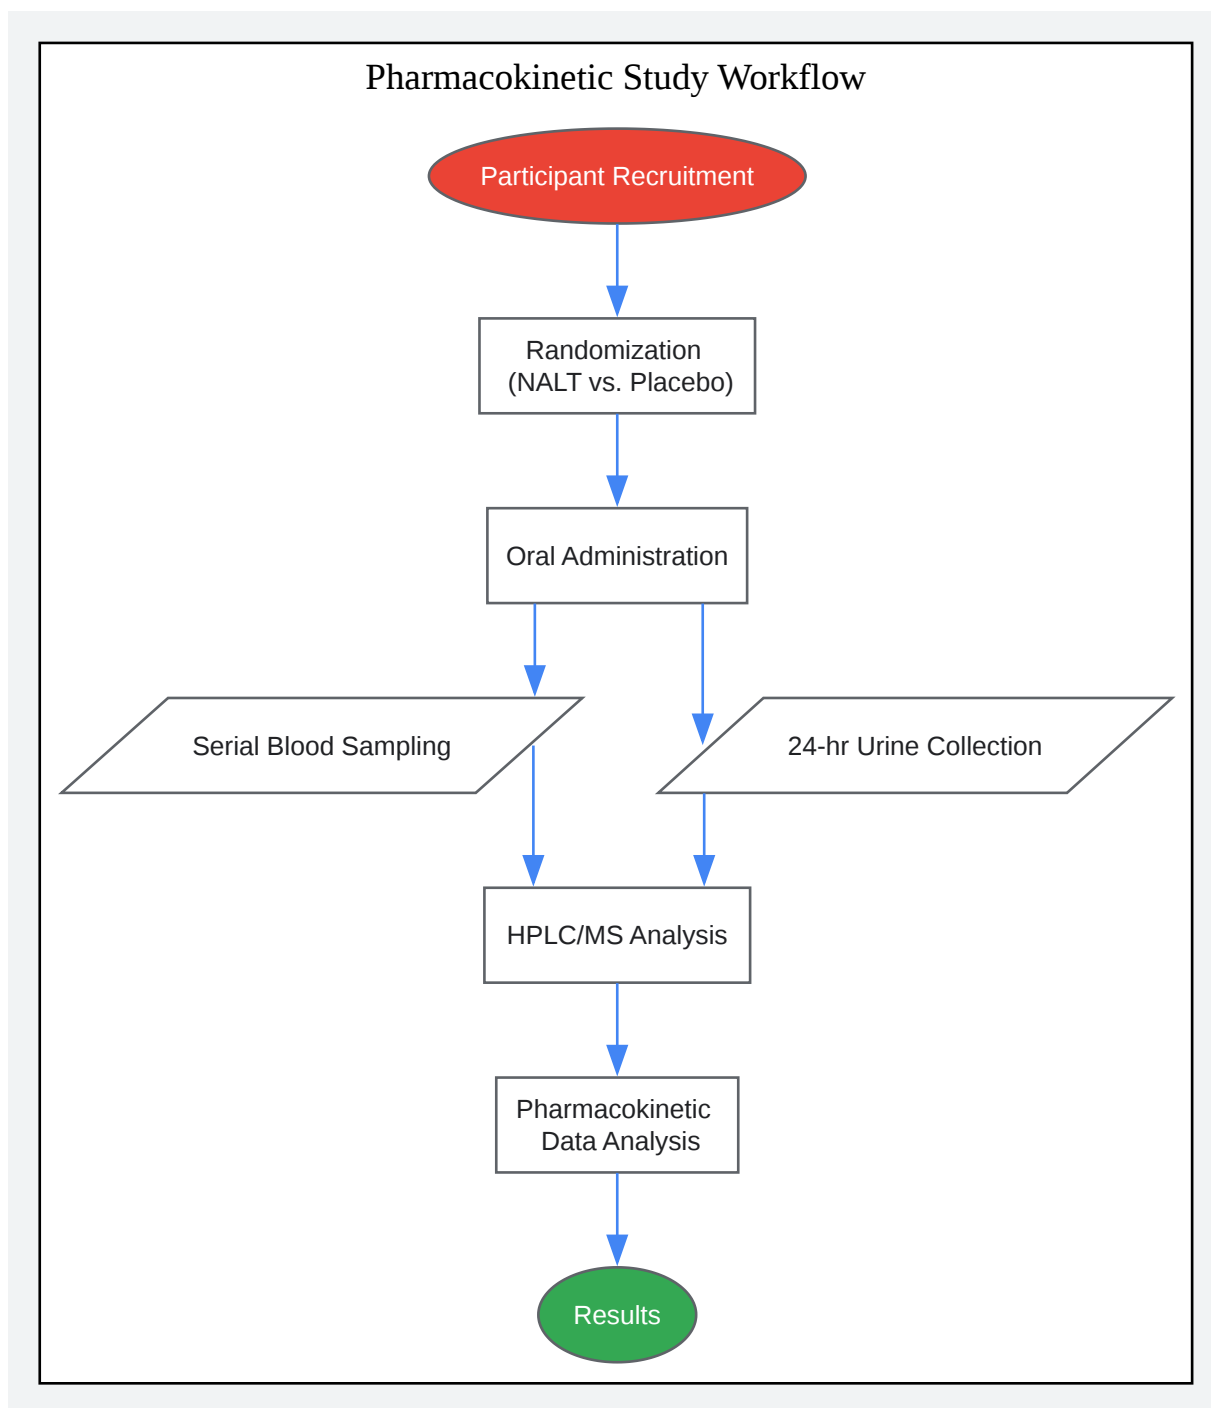 Pharmacokinetic Study Workflow
Participant Recruitment
Randomization
(NALT vs. Placebo)
Oral Administration
Serial Blood Sampling
24-hr Urine Collection
HPLC/MS Analysis
Pharmacokinetic
Data Analysis
Results